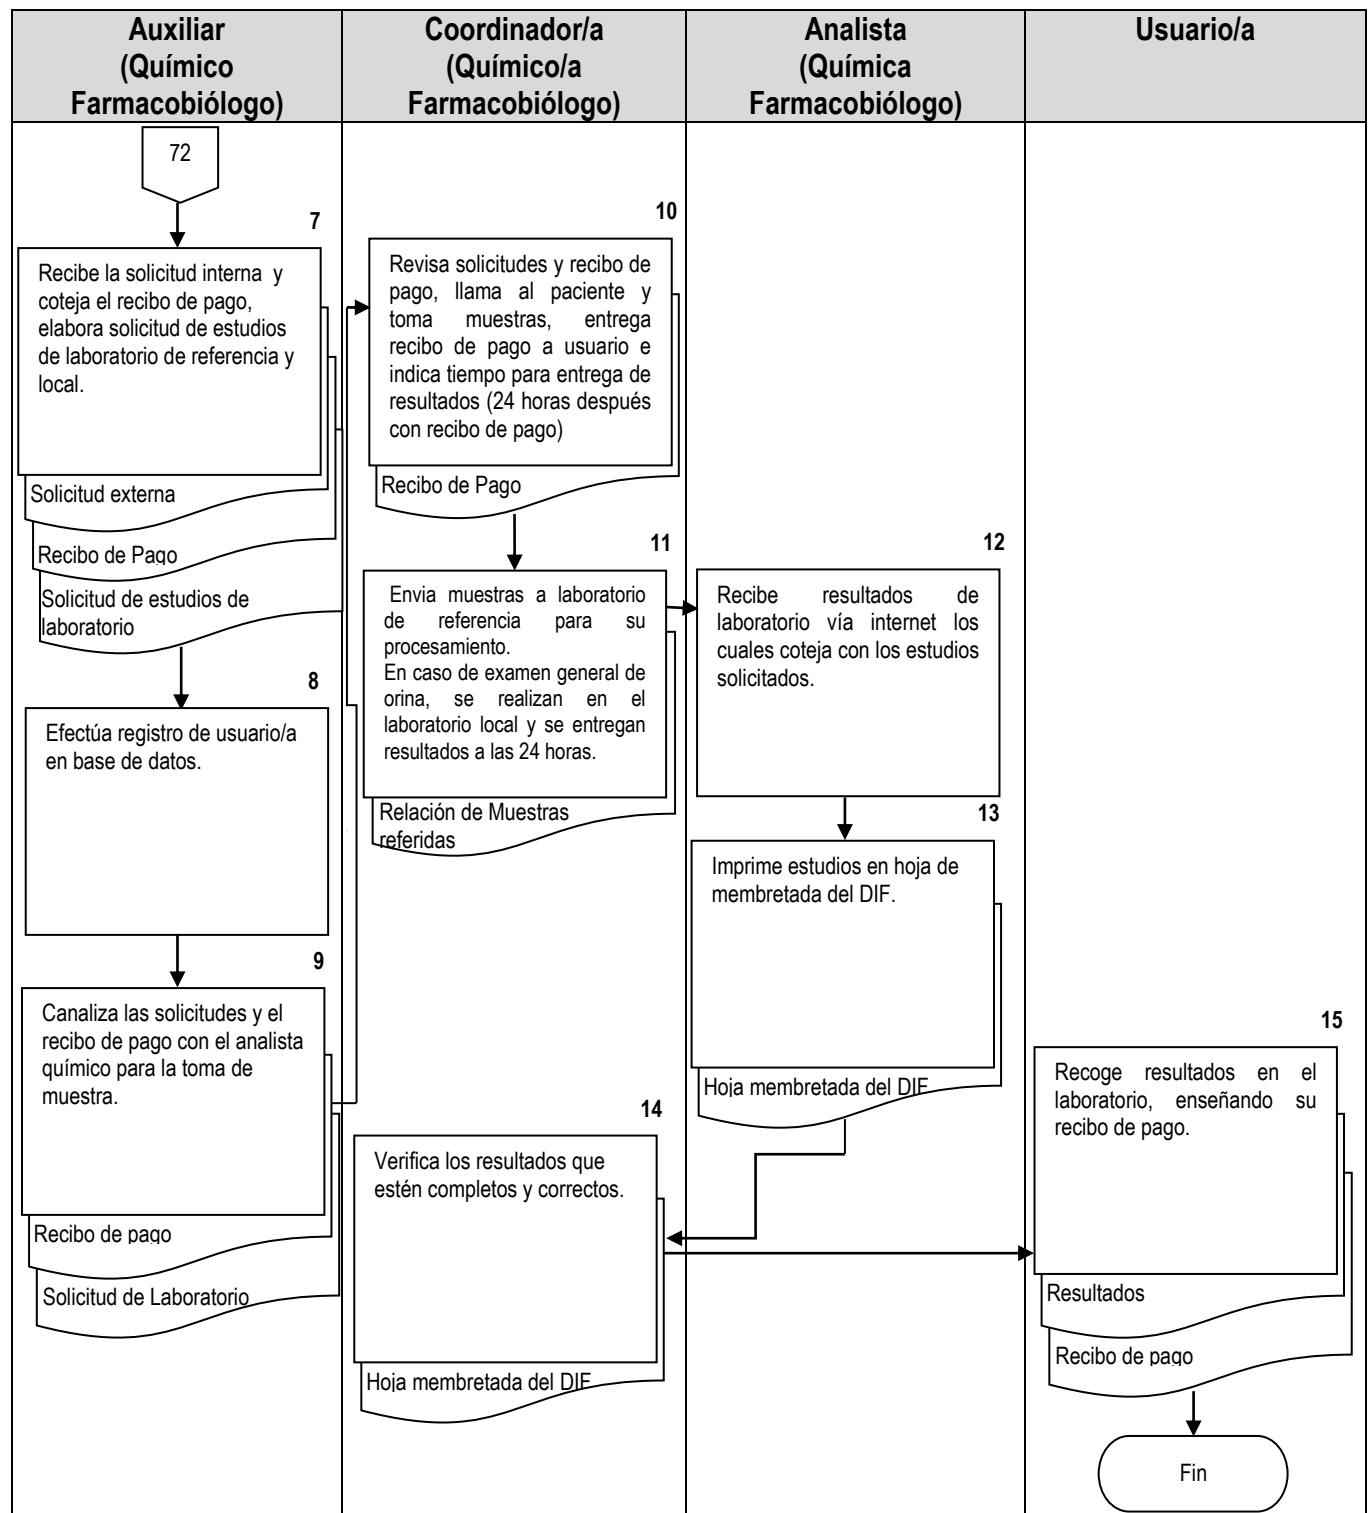 Auxiliar
(Químico
Farmacobiólogo)
Coordinador/a
(Químico/a
Farmacobiólogo)
Analista
(Química
Farmacobiólogo)
Usuario/a
72
7
Recibe la solicitud interna y
coteja el recibo de pago,
elabora solicitud de estudios
de laboratorio de referencia y
local.
Solicitud externa
Recibo de Pago
Solicitud de estudios de
laboratorio
8
Efectúa registro de usuario/a
en base de datos.
9
Canaliza las solicitudes y el
recibo de pago con el analista
químico para la toma de
muestra.
Recibo de pago
Solicitud de Laboratorio
10
Revisa solicitudes y recibo de
pago, llama al paciente y
toma muestras, entrega
recibo de pago a usuario e
indica tiempo para entrega de
resultados (24 horas después
con recibo de pago)
Recibo de Pago
11
Envia muestras a laboratorio
de referencia para su
procesamiento.
En caso de examen general de
orina, se realizan en el
laboratorio local y se entregan
resultados a las 24 horas.
Relación de Muestras
referidas
12
Recibe resultados de
laboratorio vía internet los
cuales coteja con los estudios
solicitados.
13
Imprime estudios en hoja de
membretada del DIF.
Hoja membretada del DIF
14
Verifica los resultados que
estén completos y correctos.
Hoja membretada del DIF
15
Recoge resultados en el
laboratorio, enseñando su
recibo de pago.
Resultados
Recibo de pago
Fin